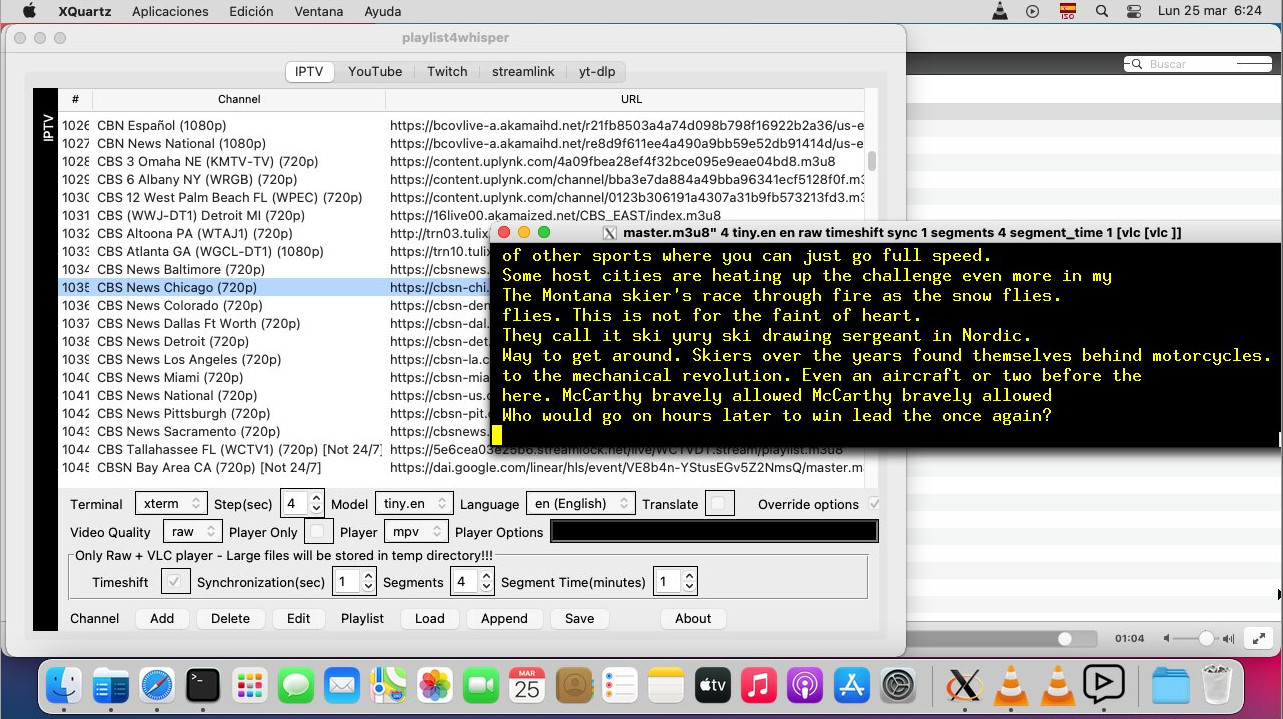 XQuartz Aplicaciones Edición Ventana Ayuda
ISO
Lun 25 mar 6:24
playlist4whisper
Buscar
IPTV YouTube Twitch streamlink yt-dlp
IPTV
# Channel URL
1026 CBN Español (1080p) https://bcovlive-a.akamaihd.net/r21fb8503a4a74d098b798f16922b2a36/us-e
1027 CBN News National (1080p) https://bcovlive-a.akamaihd.net/re8d9f611ee4a490a9bb59e52db91414d/us-e
1028 CBS 3 Omaha NE (KMTV-TV) (720p) https://content.uplynk.com/4a09fbea28ef4f32bce095e9eae04bd8.m3u8
1029 CBS 6 Albany NY (WRGB) (720p) https://content.uplynk.com/channel/bba3e7da884a49bba96341ecf5128f0f.m3
1030 CBS 12 West Palm Beach FL (WPEC) (720p) https://content.uplynk.com/channel/0123b306191a4307a31b9fb573213fd3.m3
1031 CBS (WWJ-DT1) Detroit MI (720p) https://16live00.akamaized.net/CBS_EAST/index.m3u8
1032 CBS Altoona PA (WTAJ1) (720p) http://trn03.tulix
1033 CBS Atlanta GA (WGCL-DT1) (1080p) https://trn10.tulix
1034 CBS News Baltimore (720p) https://cbsnews.
1035 CBS News Chicago (720p) https://cbsn-chi.
1036 CBS News Colorado (720p) https://cbsn-den
1037 CBS News Dallas Ft Worth (720p) https://cbsn-dal.
1038 CBS News Detroit (720p) https://cbsn-det.
1039 CBS News Los Angeles (720p) https://cbsn-la.c
1040 CBS News Miami (720p) https://cbsn-mia
1041 CBS News National (720p) https://cbsn-us.c
1042 CBS News Pittsburgh (720p) https://cbsn-pit.c
1043 CBS News Sacramento (720p) https://cbsnews.
1044 CBS Tallahassee FL (WCTV1) (720p) [Not 24/7] https://5e6cea03e25b6.streamlock.net/live/WCTVDT.stream/playlist.m3u8
1045 CBSN Bay Area CA (720p) [Not 24/7] https://dai.google.com/linear/hls/event/VE8b4n-YStusEGv5Z2NmsQ/master.m
master.m3u8" 4 tiny.en en raw timeshift sync 1 segments 4 segment_time 1 [vlc [vlc ]]
of other sports where you can just go full speed.
Some host cities are heating up the challenge even more in my
The Montana skier's race through fire as the snow flies.
flies. This is not for the faint of heart.
They call it ski yury ski drawing sergeant in Nordic.
Way to get around. Skiers over the years found themselves behind motorcycles.
to the mechanical revolution. Even an aircraft or two before the
here. McCarthy bravely allowed McCarthy bravely allowed
Who would go on hours later to win lead the once again?
Terminal xterm Step(sec) 4 Model tiny.en Language en (English) Translate Override options
Video Quality raw Player Only Player mpv Player Options
Only Raw + VLC player - Large files will be stored in temp directory!!!
Timeshift Synchronization(sec) 1 Segments 4 Segment Time(minutes) 1
Channel Add Delete Edit Playlist Load Append Save About
01:04
MAR
25
tv